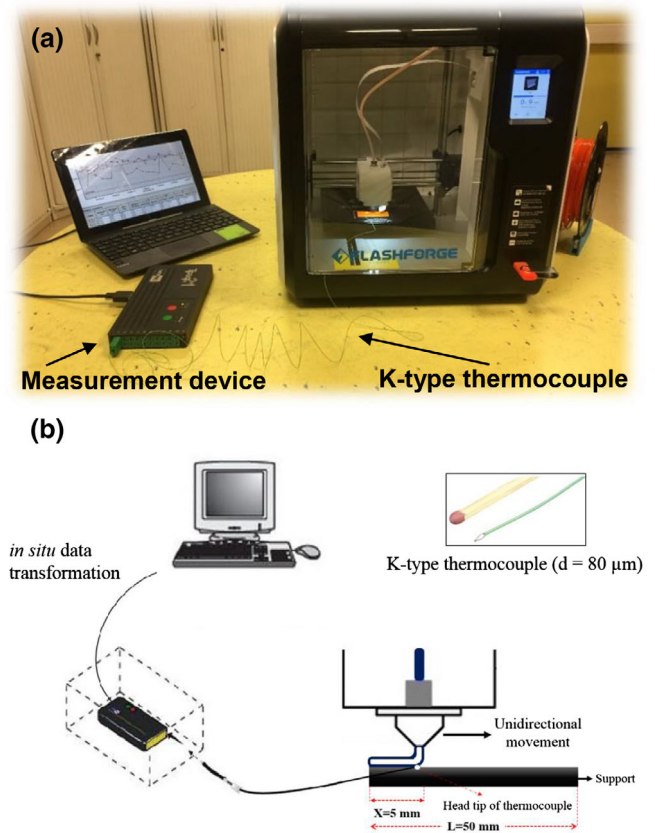 (a)
FLASHFORGE
Measurement device
K-type thermocouple
(b)
in situ data
transformation
K-type thermocouple (d = 80 µm)
Unidirectional
movement
Support
Head tip of thermocouple
X=5 mm
L=50 mm